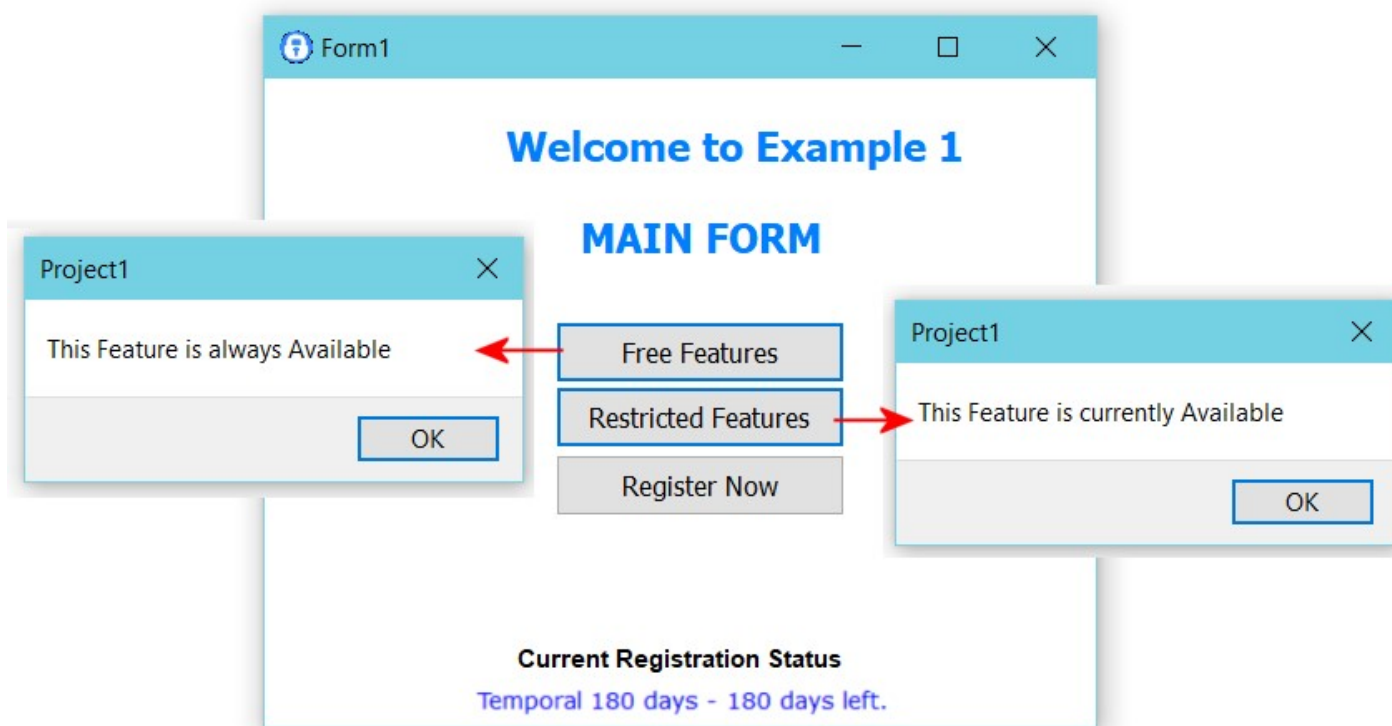 Form1
Welcome to Example 1
MAIN FORM
Project1
This Feature is always Available
OK
Free Features
Restricted Features
Register Now
Project1
This Feature is currently Available
OK
Current Registration Status
Temporal 180 days - 180 days left.